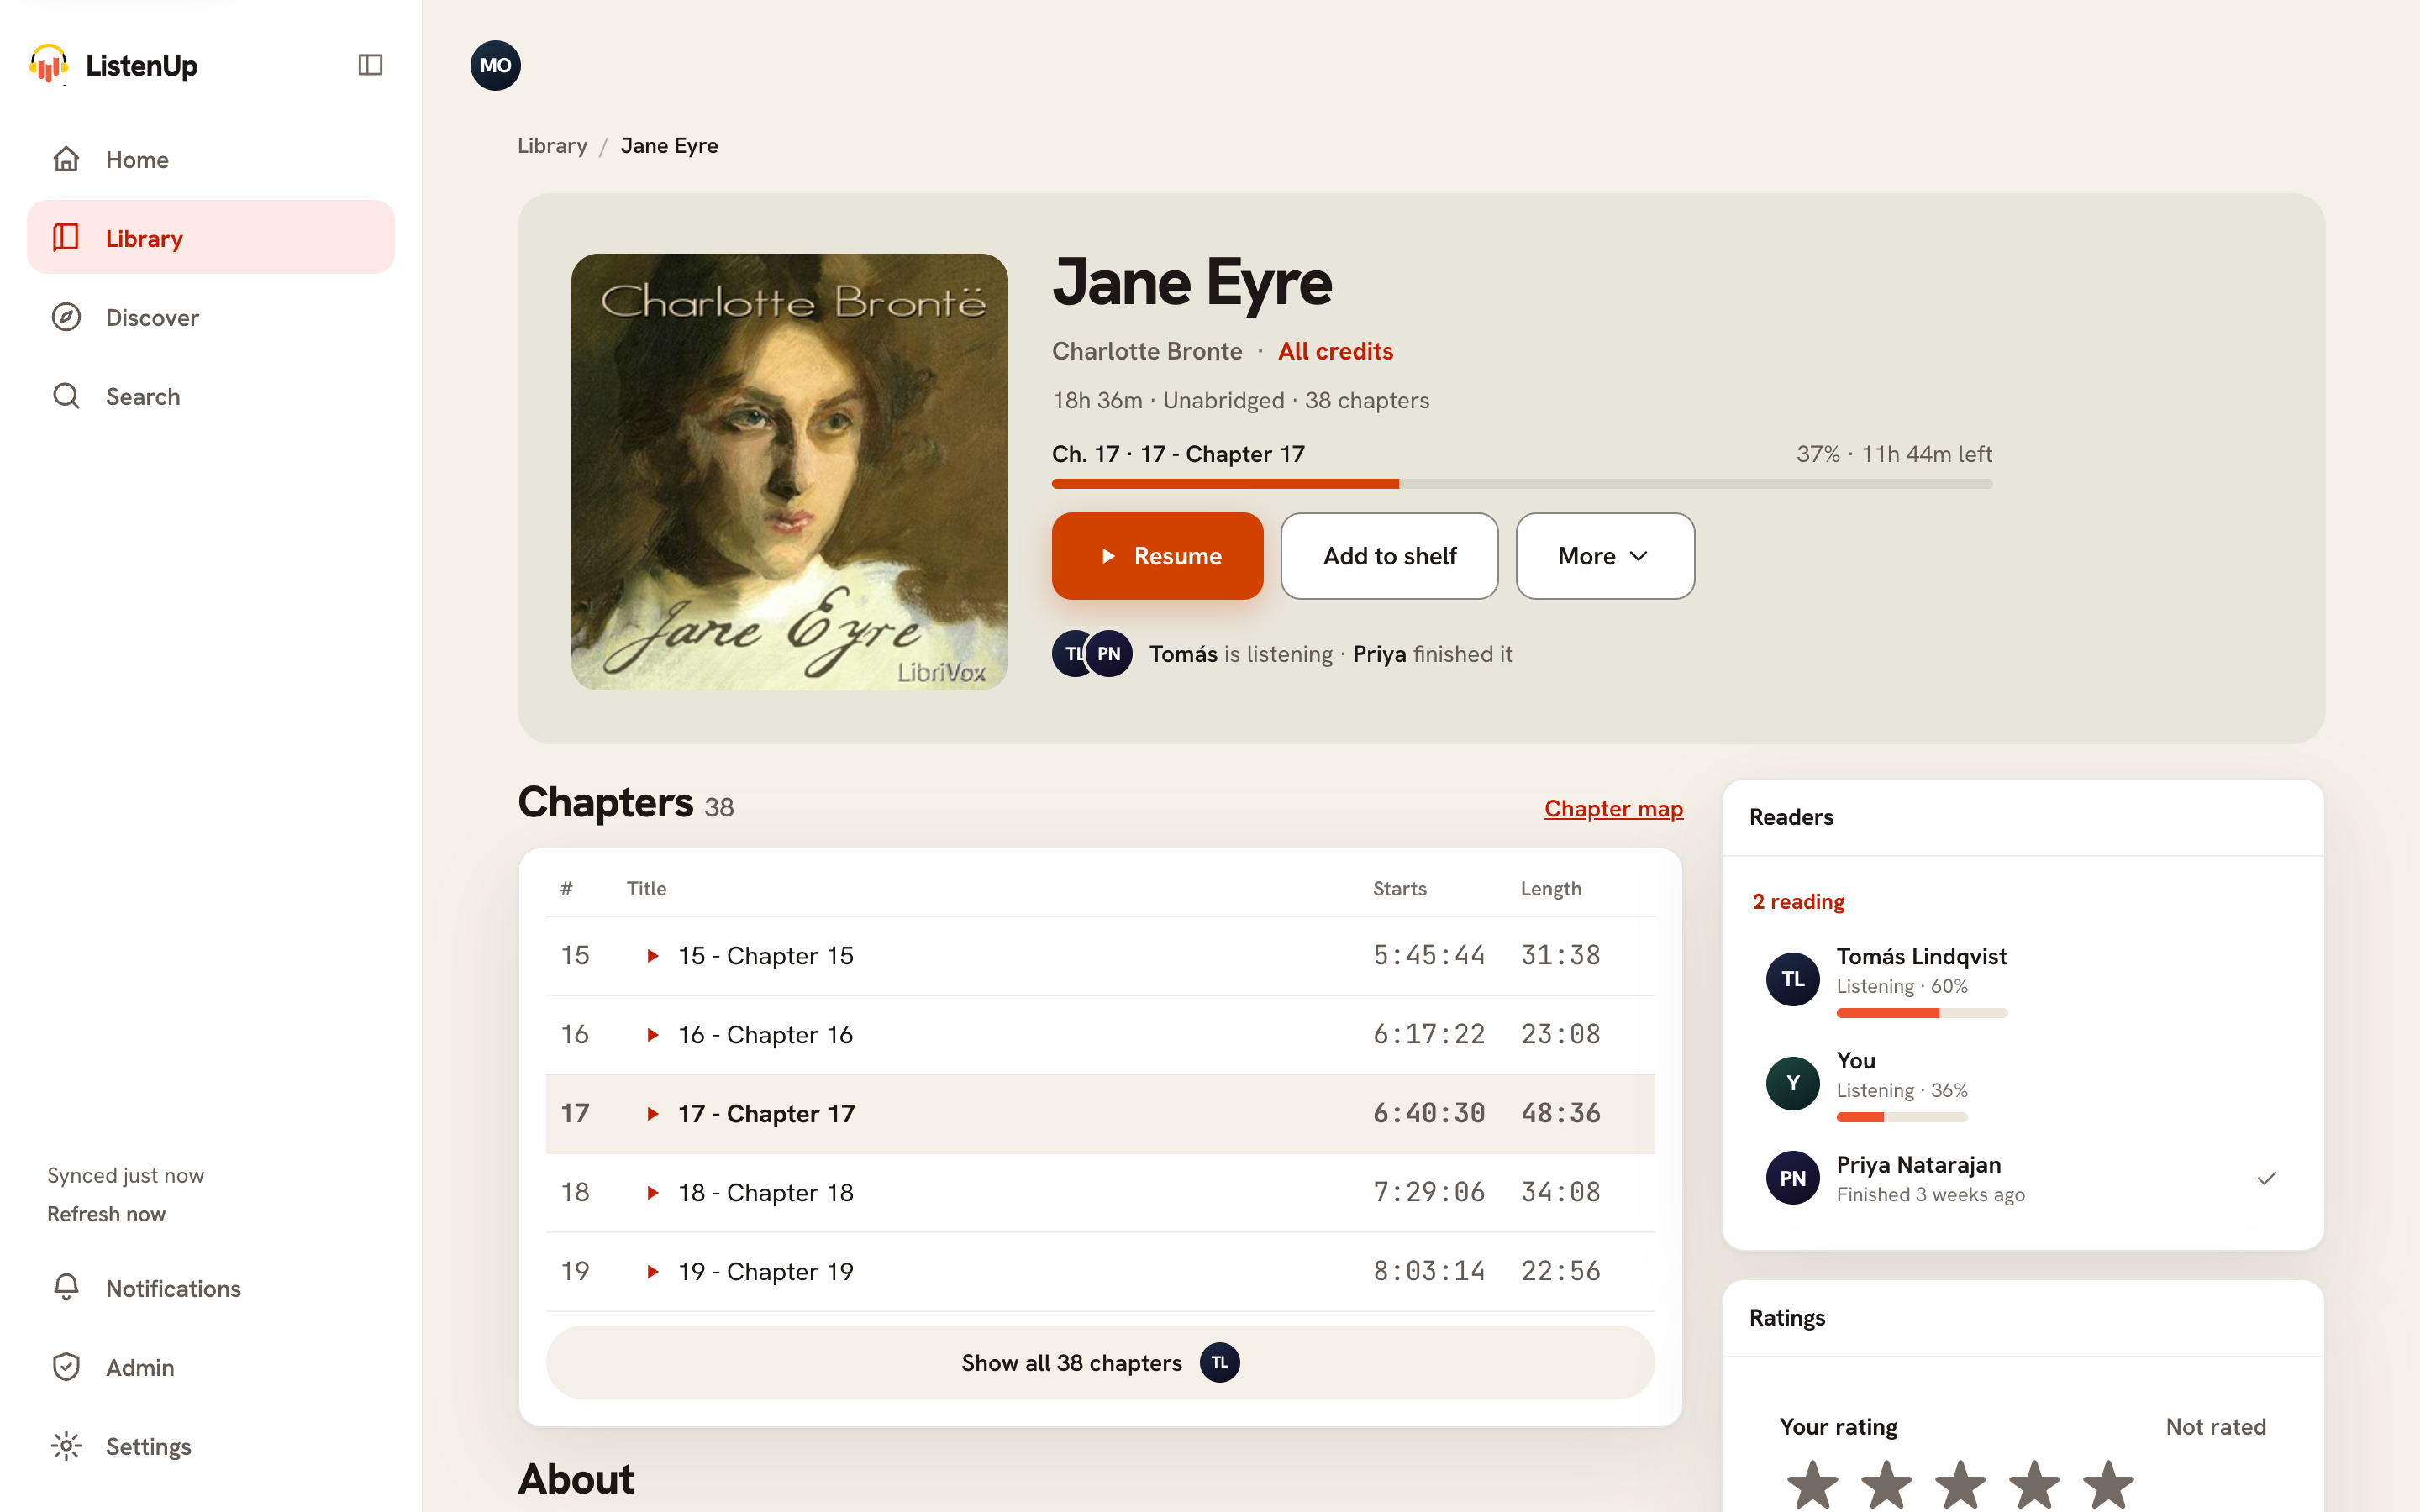 ListenUp
Home
Library
Discover
Search
Synced just now
Refresh now
Notifications
Admin
Settings
MO
Library / Jane Eyre
Charlotte Brontë
Jane Eyre
LibriVox
Jane Eyre
Charlotte Bronte · All credits
18h 36m · Unabridged · 38 chapters
Ch. 17 · 17 - Chapter 17 37% · 11h 44m left
Resume Add to shelf More
TL PN Tomás is listening · Priya finished it
Chapters 38 Chapter map
# Title Starts Length
15 15 - Chapter 15 5:45:44 31:38
16 16 - Chapter 16 6:17:22 23:08
17 17 - Chapter 17 6:40:30 48:36
18 18 - Chapter 18 7:29:06 34:08
19 19 - Chapter 19 8:03:14 22:56
Show all 38 chapters TL
About
Readers
2 reading
TL Tomás Lindqvist
Listening · 60%
Y You
Listening · 36%
PN Priya Natarajan
Finished 3 weeks ago
Ratings
Your rating Not rated